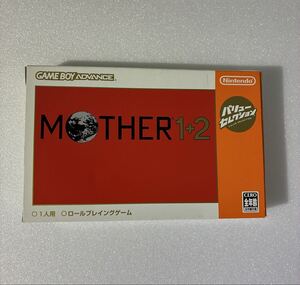 GAME BOY ADVANCE
Nintendo
バリュー
セレクション
MOTHER 1+2
○1人用 ○ロールプレイングゲーム
CERO
全年齢